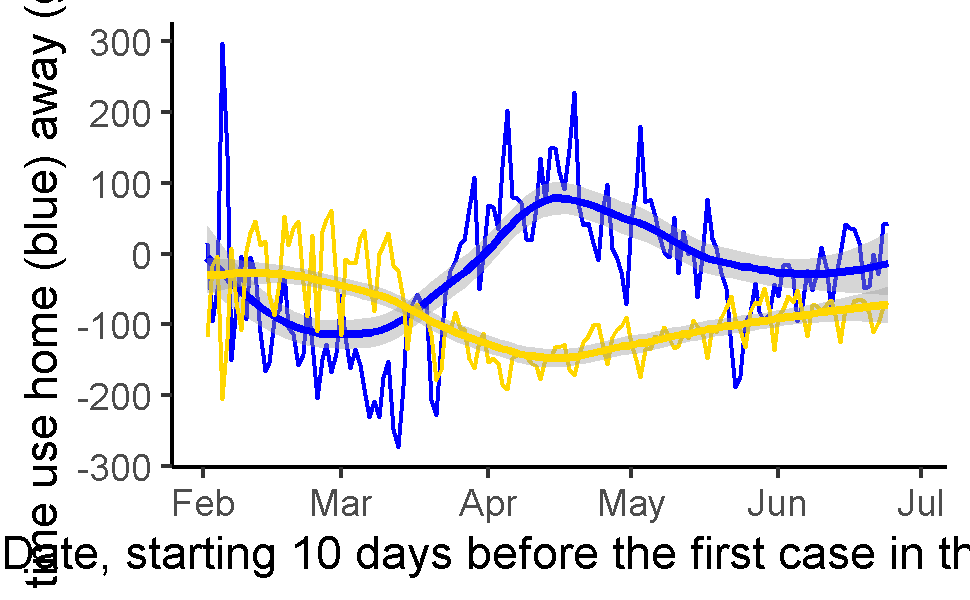 time use home (blue) away (
300
200
100
0
-100
-200
-300
Feb Mar Apr May Jun Jul
Date, starting 10 days before the first case in